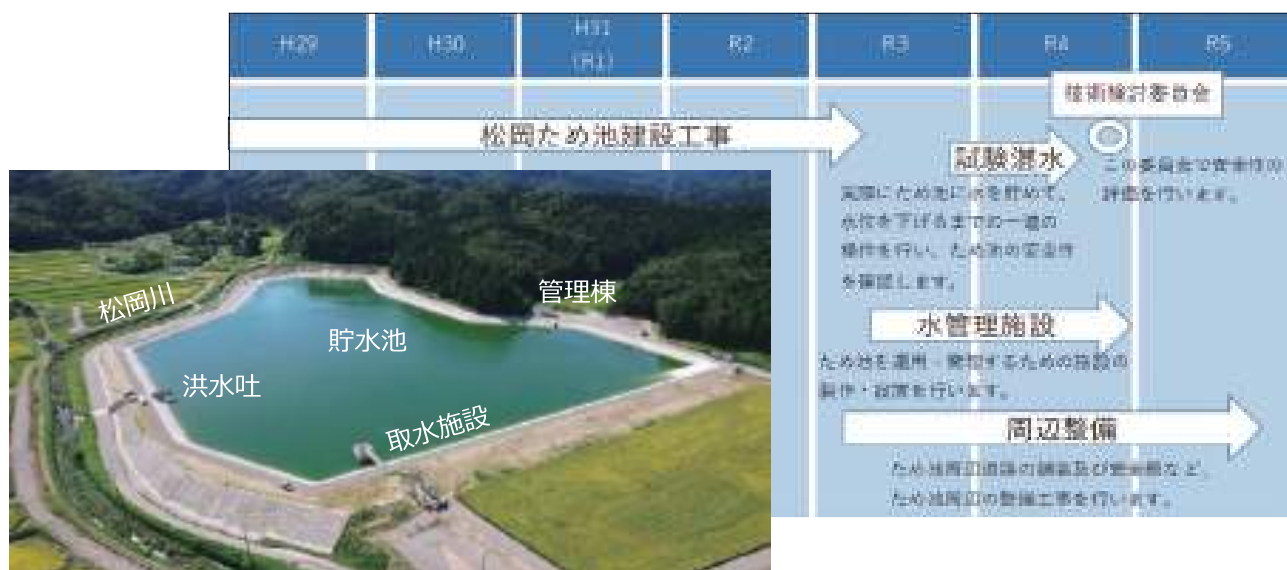 H29
H30
H31
(R1)
R2
R3
R4
R5
技術検討委員会
松岡ため池建設工事
試験湛水
この委員会で安全性の
評価を行います。
実際にため池に水を貯めて、
水位を下げるまでの一連の
操作を行い、ため池の安全性
を確認します。
松岡川
管理棟
貯水池
水管理施設
ため池を運用・管理するための施設の
製作・設置を行います。
洪水吐
取水施設
周辺整備
ため池周辺道路の舗装及び安全柵など、
ため池周辺の整備工事を行います。